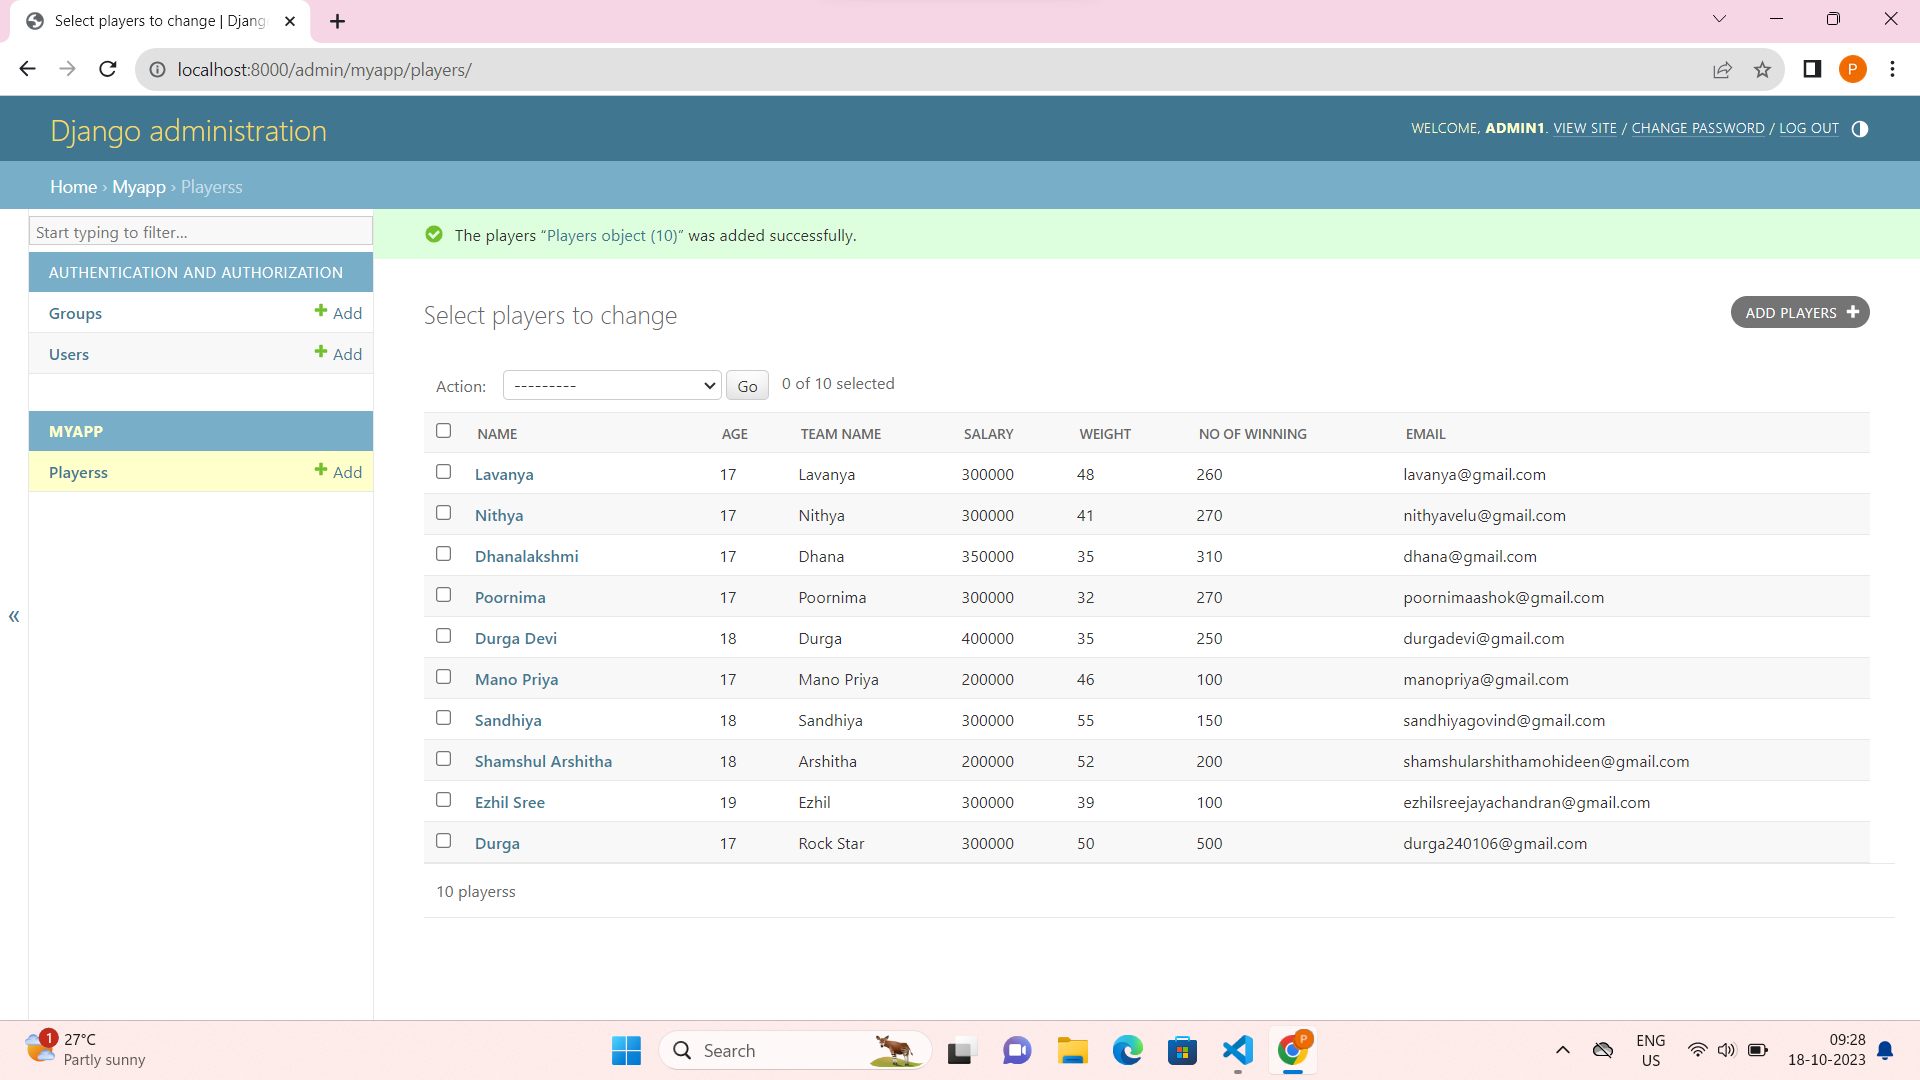 Select players to change | Djang
localhost:8000/admin/myapp/players/
P
Django administration
WELCOME, ADMIN1. VIEW SITE / CHANGE PASSWORD / LOG OUT
Home › Myapp › Playerss
Start typing to filter...
The players “Players object (10)” was added successfully.
AUTHENTICATION AND AUTHORIZATION
Groups Add
Users Add
MYAPP
Playerss Add
«
Select players to change
ADD PLAYERS
Action: --------- Go 0 of 10 selected
NAME AGE TEAM NAME SALARY WEIGHT NO OF WINNING EMAIL
Lavanya 17 Lavanya 300000 48 260 lavanya@gmail.com
Nithya 17 Nithya 300000 41 270 nithyavelu@gmail.com
Dhanalakshmi 17 Dhana 350000 35 310 dhana@gmail.com
Poornima 17 Poornima 300000 32 270 poornimaashok@gmail.com
Durga Devi 18 Durga 400000 35 250 durgadevi@gmail.com
Mano Priya 17 Mano Priya 200000 46 100 manopriya@gmail.com
Sandhiya 18 Sandhiya 300000 55 150 sandhiyagovind@gmail.com
Shamshul Arshitha 18 Arshitha 200000 52 200 shamshularshithamohideen@gmail.com
Ezhil Sree 19 Ezhil 300000 39 100 ezhilsreejayachandran@gmail.com
Durga 17 Rock Star 300000 50 500 durga240106@gmail.com
10 playerss
1
27°C
Partly sunny
Search
P
ENG
US
09:28
18-10-2023